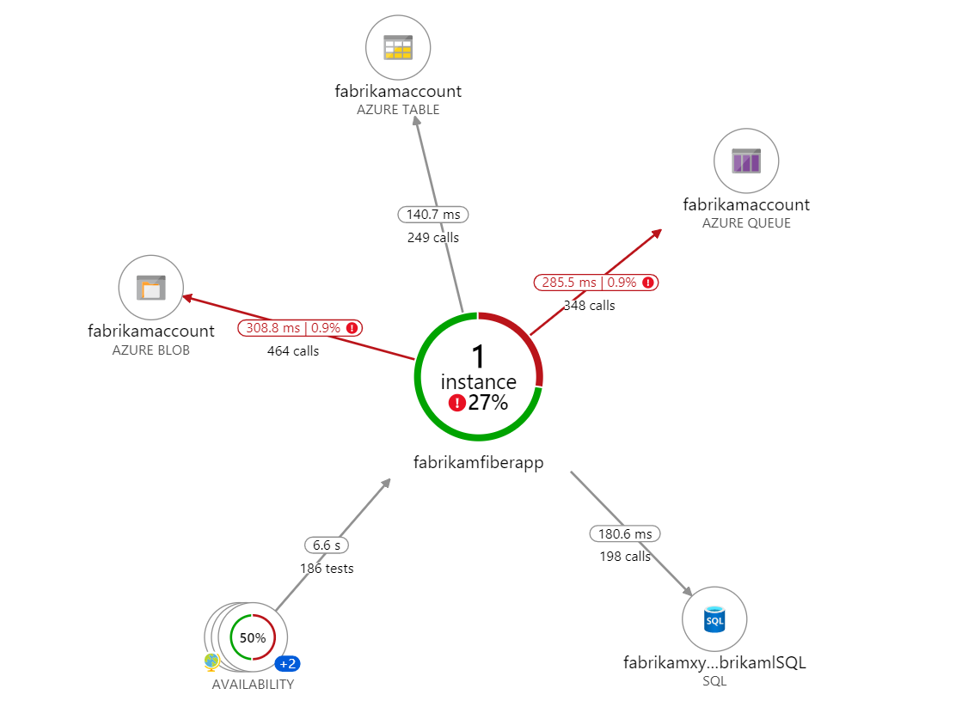 fabrikamaccount
AZURE TABLE
fabrikamaccount
AZURE QUEUE
140.7 ms
249 calls
285.5 ms | 0.9% !
348 calls
fabrikamaccount
AZURE BLOB
308.8 ms | 0.9% !
464 calls
1
instance
! 27%
fabrikamfiberapp
6.6 s
186 tests
180.6 ms
198 calls
50%
+2
AVAILABILITY
SQL
fabrikamxy...brikamlSQL
SQL